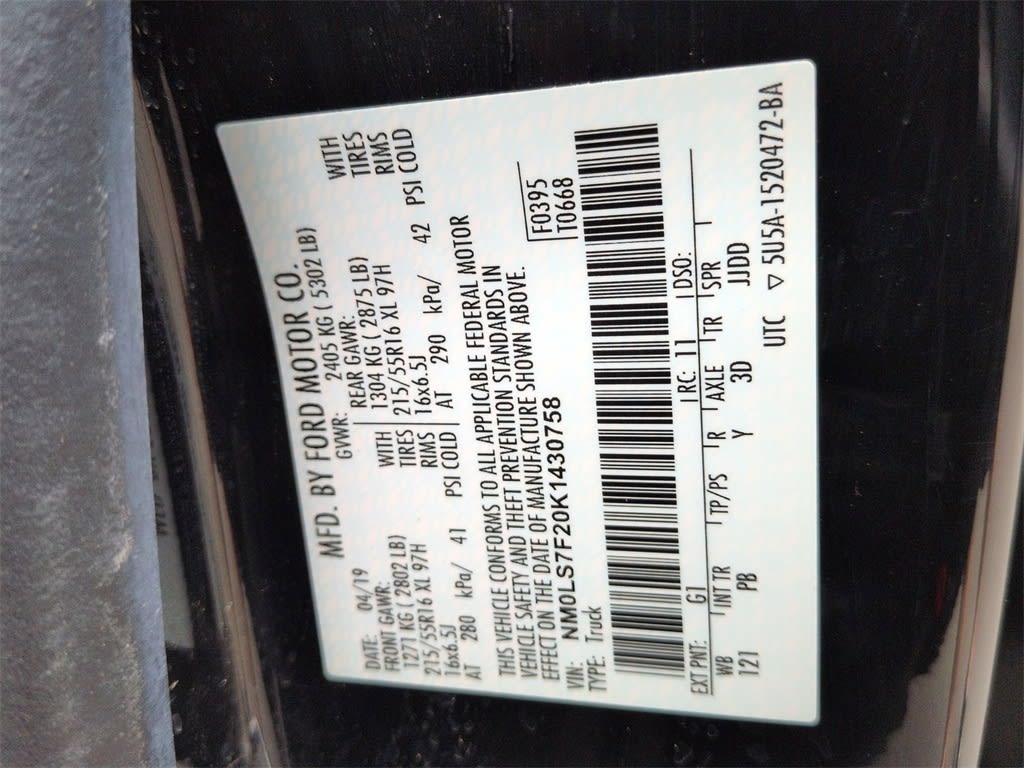 MFD. BY FORD MOTOR CO.
DATE: 04/19 GVWR: 2405 KG ( 5302 LB)
FRONT GAWR: REAR GAWR:
1271 KG ( 2802 LB) WITH 1304 KG ( 2875 LB) WITH
215/55R16 XL 97H TIRES 215/55R16 XL 97H TIRES
16x6.5J RIMS 16x6.5J RIMS
AT 280 kPa/ 41 PSI COLD AT 290 kPa/ 42 PSI COLD
THIS VEHICLE CONFORMS TO ALL APPLICABLE FEDERAL MOTOR
VEHICLE SAFETY AND THEFT PREVENTION STANDARDS IN
EFFECT ON THE DATE OF MANUFACTURE SHOWN ABOVE.
VIN: NM0LS7F20K1430758 F0395
TYPE: Truck T0668
EXT PNT: G1 RC: 11 DSO:
WB INT TR TP/PS R AXLE TR SPR
121 PB Y 3D JJDD
UTC ▽ 5U5A-1520472-BA